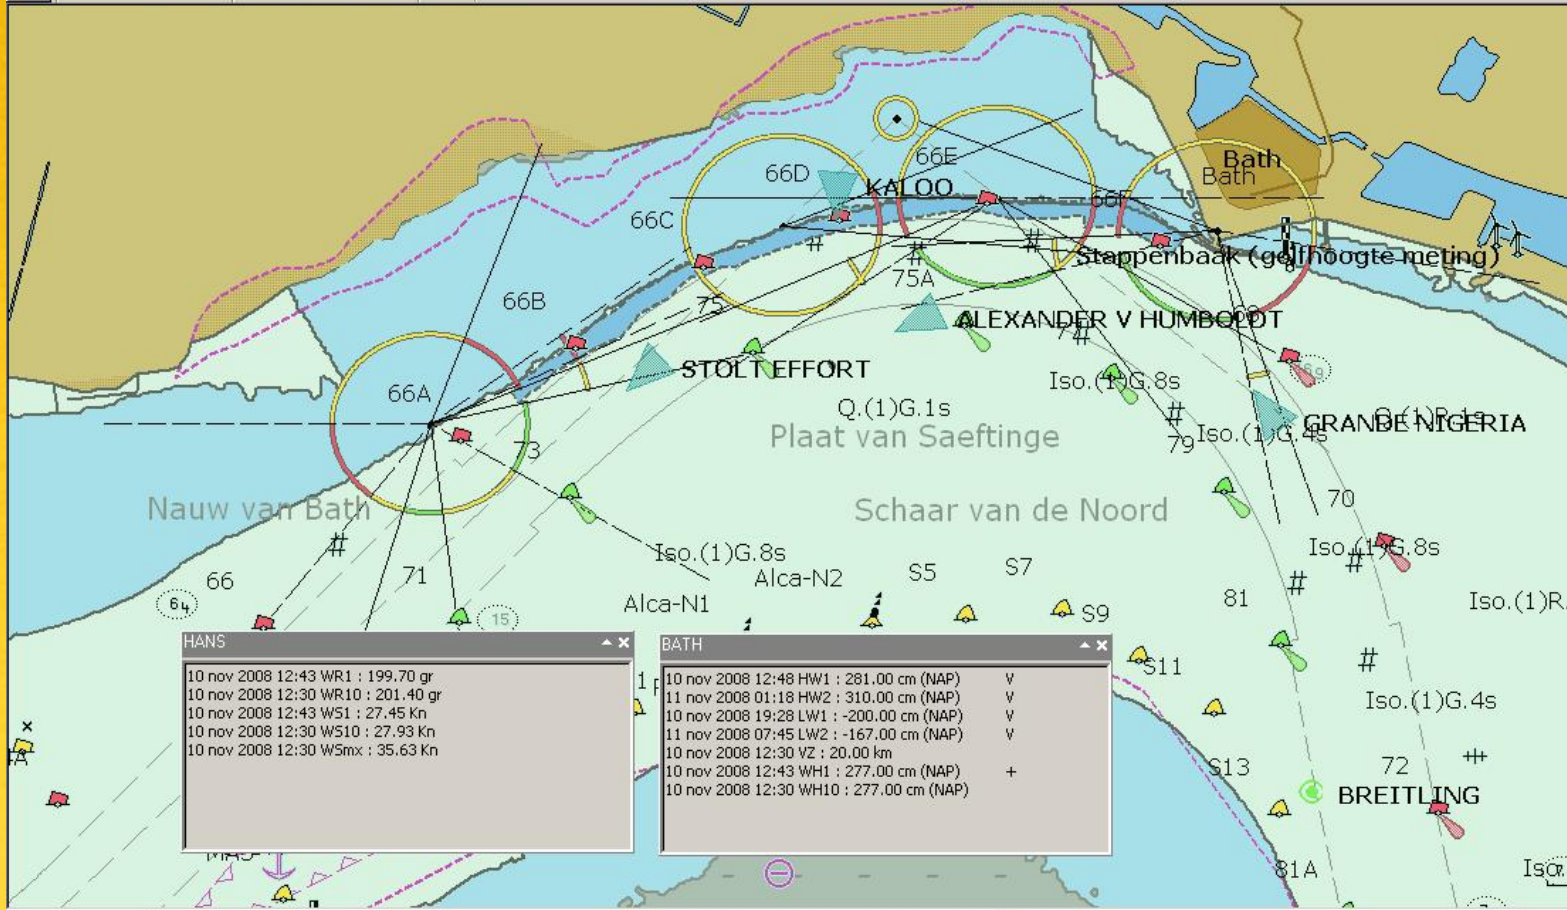 66D
66E
KALOO
Bath
Bath
66C
66F
Stappenbaak (golfhoogte meting)
75A
66B
75
ALEXANDER V HUMBOLDT
STOLT EFFORT
Iso.(1)G.8s
66A
Q.(1)G.1s
Q.(1)R.1s
GRANDE NIGERIA
Plaat van Saeftinge
Iso.(1)G.4s
79
73
Nauw van Bath
Schaar van de Noord
70
Iso.(1)G.8s
Iso.(1)G.8s
66
71
Alca-N2
S5
S7
64
15
Alca-N1
S9
81
Iso.(1)R.
HANS
10 nov 2008 12:43 WR1 : 199.70 gr
10 nov 2008 12:30 WR10 : 201.40 gr
10 nov 2008 12:43 WS1 : 27.45 Kn
10 nov 2008 12:30 WS10 : 27.93 Kn
10 nov 2008 12:30 WSmx : 35.63 Kn
BATH
10 nov 2008 12:48 HW1 : 281.00 cm (NAP) V
11 nov 2008 01:18 HW2 : 310.00 cm (NAP) V
10 nov 2008 19:28 LW1 : -200.00 cm (NAP) V
11 nov 2008 07:45 LW2 : -167.00 cm (NAP) V
10 nov 2008 12:30 VZ : 20.00 km
10 nov 2008 12:43 WH1 : 277.00 cm (NAP) +
10 nov 2008 12:30 WH10 : 277.00 cm (NAP)
S11
Iso.(1)G.4s
S13
72
BREITLING
81A